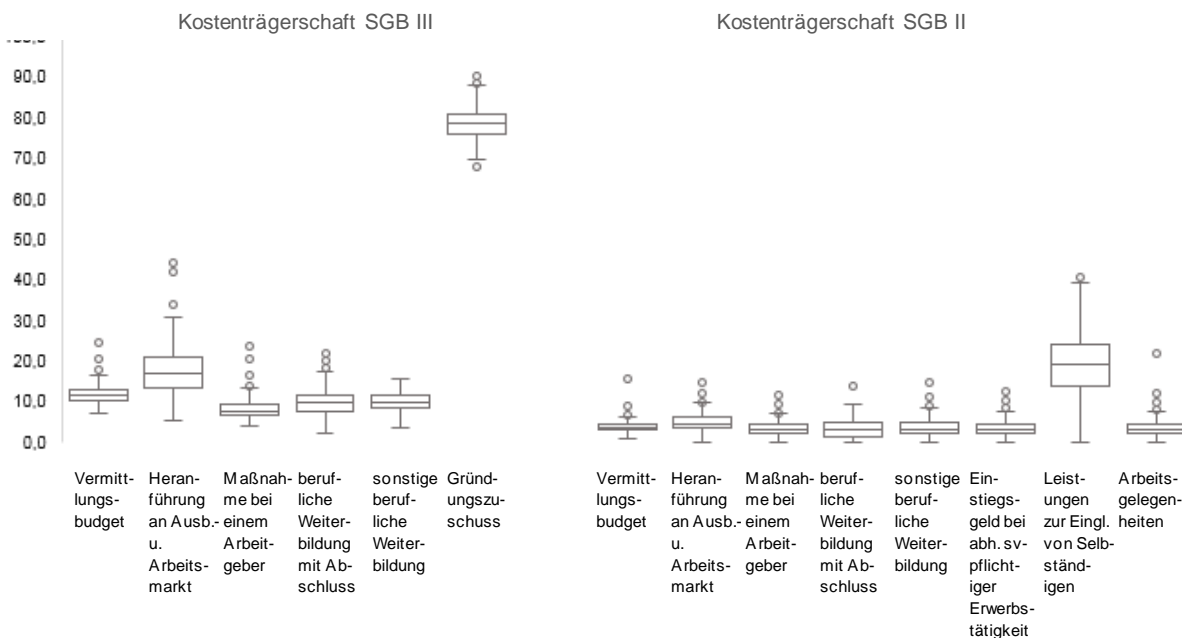 Kostenträgerschaft SGB III
Kostenträgerschaft SGB II
90,0
80,0
70,0
60,0
50,0
40,0
30,0
20,0
10,0
0,0
Vermitt-
lungs-
budget
Heran-
führung
an Ausb.-
u.
Arbeits-
markt
Maßnah-
me bei
einem
Arbeit-
geber
beruf-
liche
Weiter-
bildung
mit Ab-
schluss
sonstige
beruf-
liche
Weiter-
bildung
Gründ-
ungszu-
schuss
Vermitt-
lungs-
budget
Heran-
führung
an Ausb.-
u.
Arbeits-
markt
Maßnah-
me bei
einem
Arbeit-
geber
beruf-
liche
Weiter-
bildung
mit Ab-
schluss
sonstige
beruf-
liche
Weiter-
bildung
Ein-
stiegs-
geld bei
abh. sv-
pflicht-
iger
Erwerbs-
tätigkeit
Leist-
ungen
zur Eingl.
von Selb-
ständ-
igen
Arbeits-
gelegen-
heiten